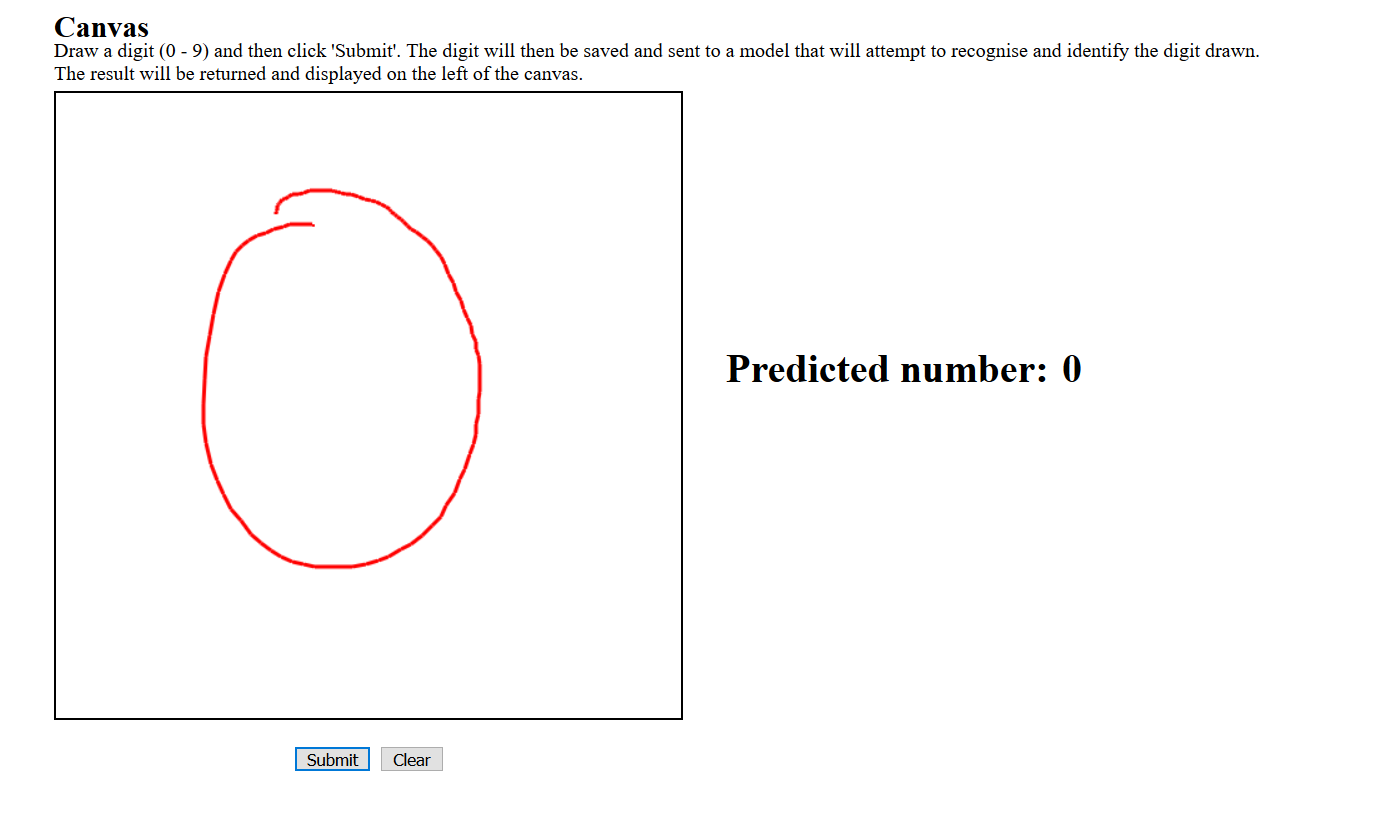 Canvas
Draw a digit (0 - 9) and then click 'Submit'. The digit will then be saved and sent to a model that will attempt to recognise and identify the digit drawn.
The result will be returned and displayed on the left of the canvas.
0
Predicted number: 0
Submit Clear